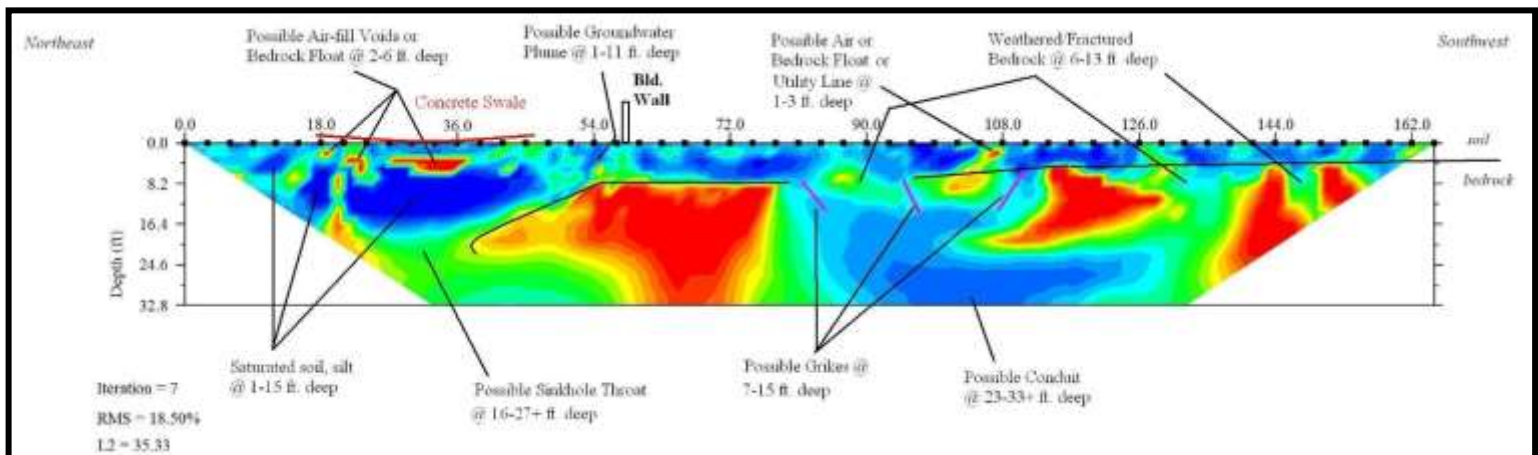 Northeast
Possible Air-fill Voids or
Bedrock Float @ 2-6 ft. deep
Possible Groundwater
Plume @ 1-11 ft. deep
Bld.
Wall
Possible Air or
Bedrock Float or
Utility Line @
1-3 ft. deep
Weathered/Fractured
Bedrock @ 6-13 ft. deep
Southwest
Concrete Swale
0.0 18.0 36.0 54.0 72.0 90.0 108.0 126.0 144.0 162.0
soil
bedrock
Depth (ft)
0.0
8.2
16.4
24.6
32.8
Saturated soil, silt
@ 1-15 ft. deep
Possible Sinkhole Throat
@ 16-27+ ft. deep
Possible Grikes @
7-15 ft. deep
Possible Conduit
@ 23-33+ ft. deep
Iteration = 7
RMS = 18.50%
L2 = 35.33